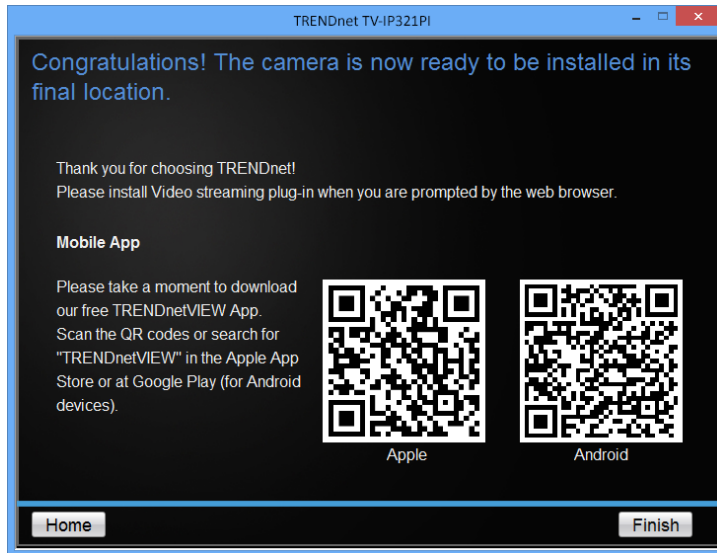 TRENDnet TV-IP321PI
Congratulations! The camera is now ready to be installed in its
final location.
Thank you for choosing TRENDnet!
Please install Video streaming plug-in when you are prompted by the web browser.
Mobile App
Please take a moment to download
our free TRENDnetVIEW App.
Scan the QR codes or search for
"TRENDnetVIEW" in the Apple App
Store or at Google Play (for Android
devices).
Apple
Android
Home
Finish